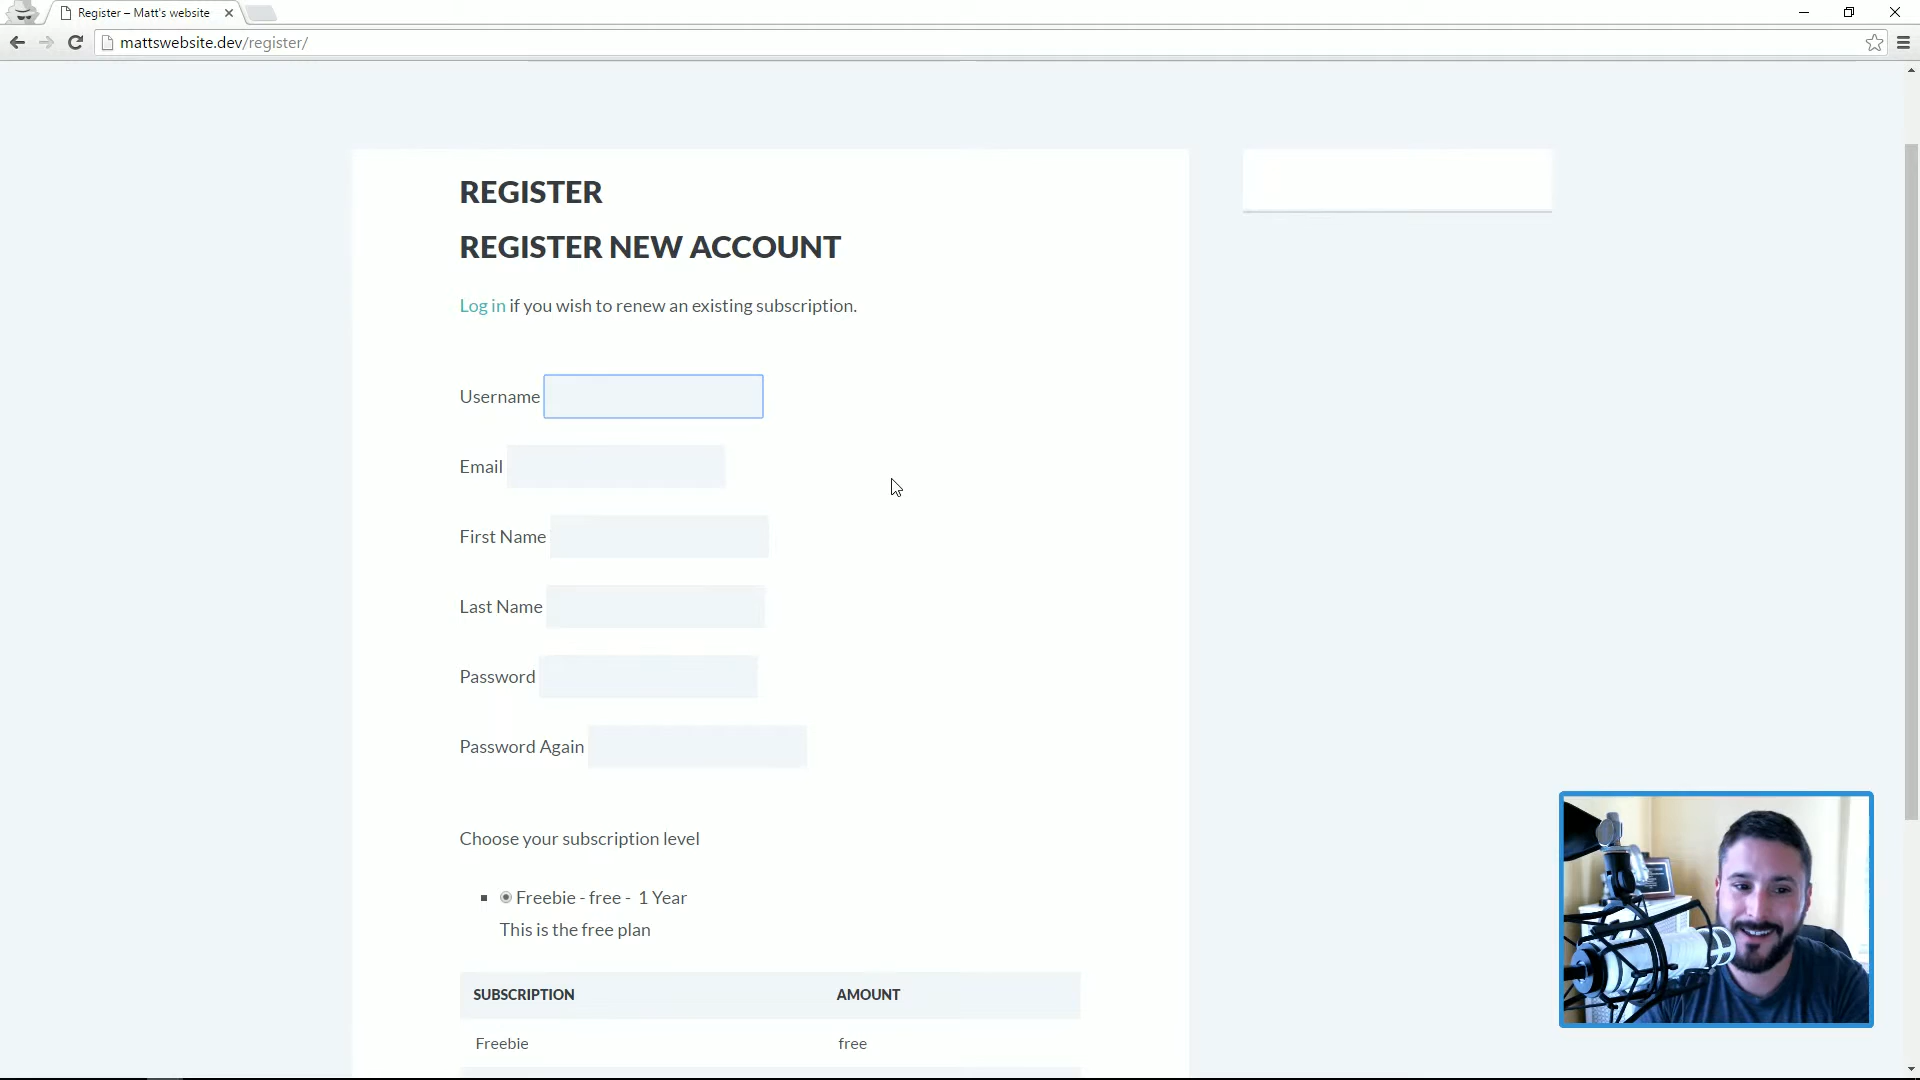 Register – Matt's website
mattswebsite.dev/register/
REGISTER
REGISTER NEW ACCOUNT
Log in if you wish to renew an existing subscription.
Username
Email
First Name
Last Name
Password
Password Again
Choose your subscription level
Freebie - free - 1 Year
This is the free plan
SUBSCRIPTION AMOUNT
Freebie free